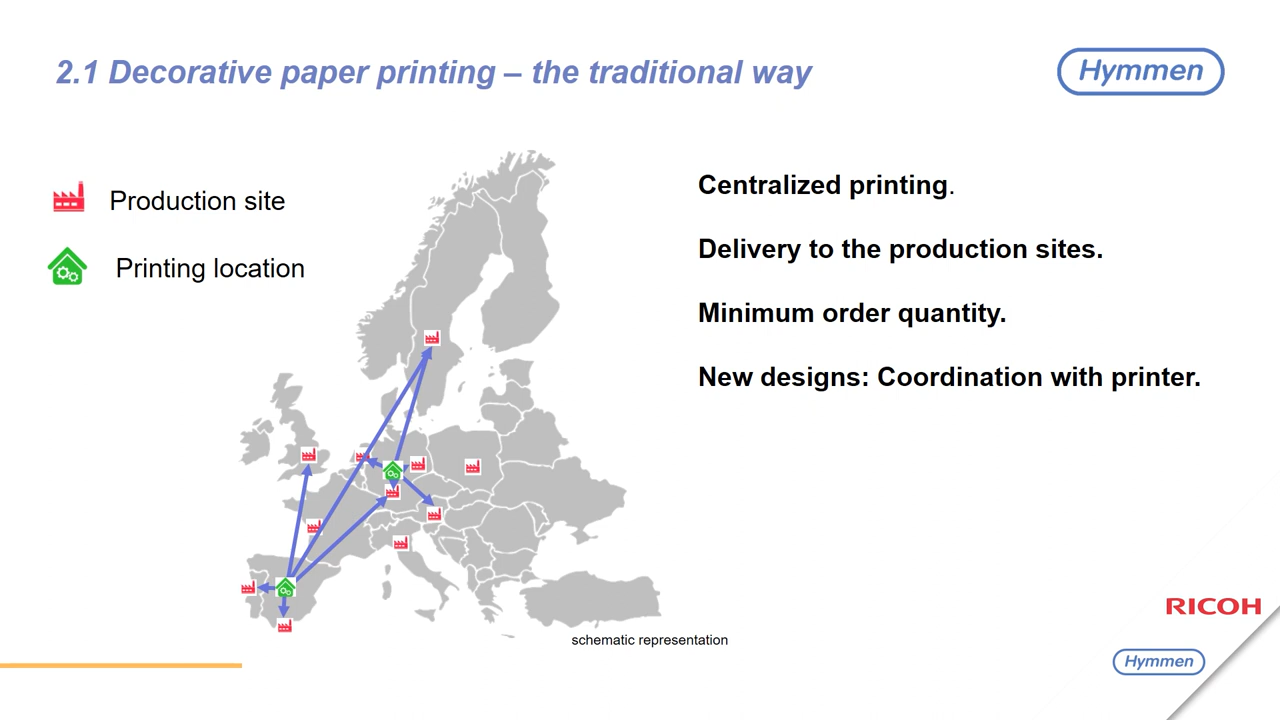 2.1 Decorative paper printing – the traditional way
Hymmen
Production site
Printing location
Centralized printing.
Delivery to the production sites.
Minimum order quantity.
New designs: Coordination with printer.
schematic representation
RICOH
Hymmen